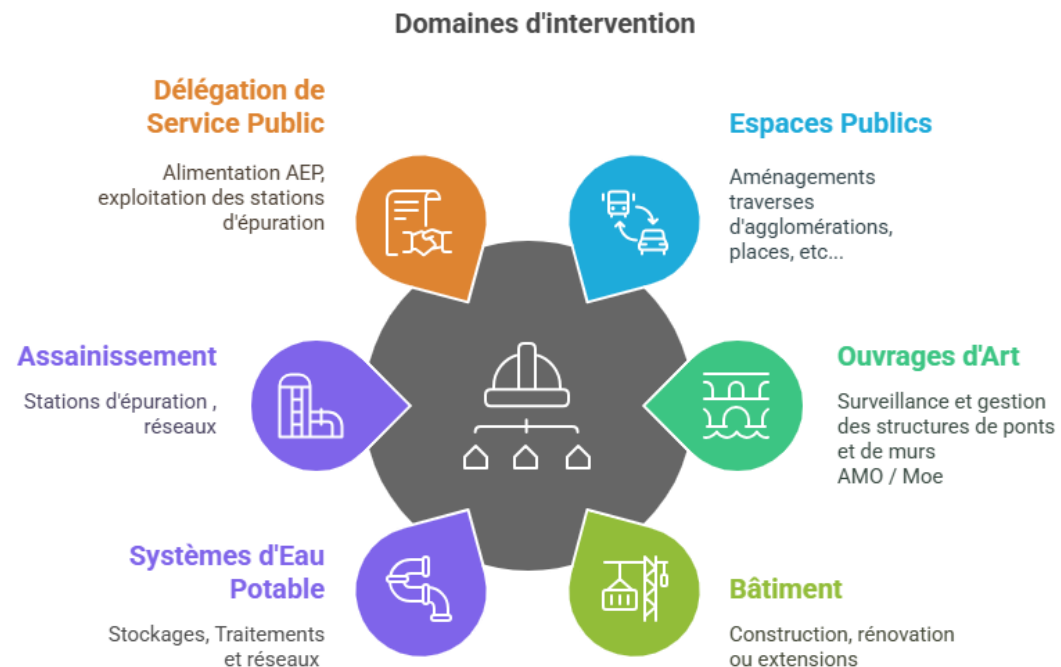 Domaines d'intervention
Délégation de
Service Public
Alimentation AEP,
exploitation des stations
d'épuration
Espaces Publics
Aménagements
traverses
d'agglomérations,
places, etc...
Assainissement
Stations d'épuration ,
réseaux
Ouvrages d'Art
Surveillance et gestion
des structures de ponts
et de murs
AMO / Moe
Systèmes d'Eau
Potable
Stockages, Traitements
et réseaux
Bâtiment
Construction, rénovation
ou extensions